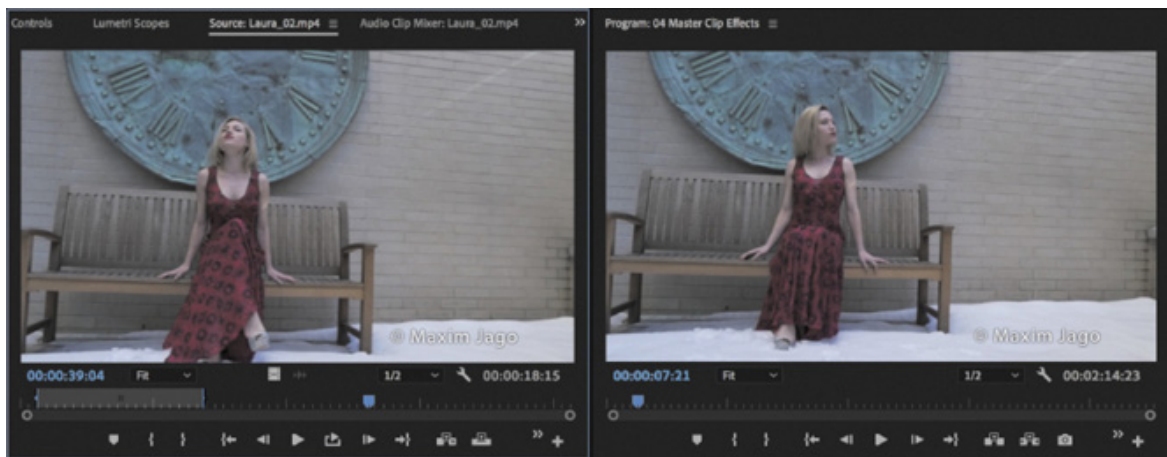 Controls Lumetri Scopes Source: Laura_02.mp4 ≡ Audio Clip Mixer: Laura_02.mp4 »
Program: 04 Master Clip Effects ≡
© Maxim Jago
00:00:39:04 Fit 1/2 00:00:18:15
© Maxim Jago
00:00:07:21 Fit 1/2 00:02:14:23